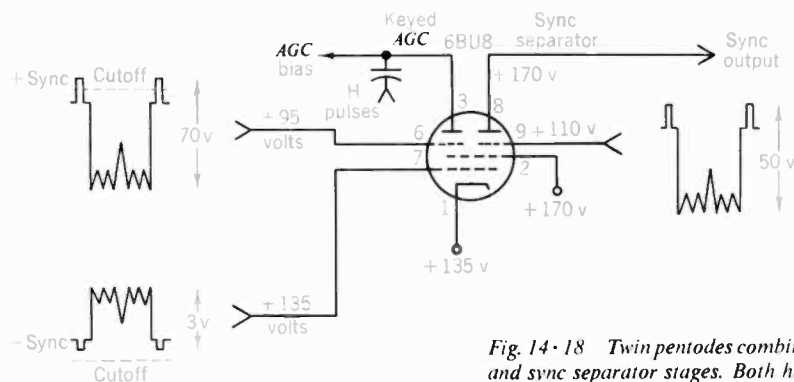 Keyed
AGC
6BU8
Sync
separator
AGC
bias
+170 v
Sync
output
H
pulses
3
8
+ Sync
Cutoff
70 v
+95
volts
6
9
+110 v
7
2
50 v
1
+170 v
+135 v
+135
volts
3 v
- Sync
Cutoff
Fig. 14·18 Twin pentodes combi
and sync separator stages. Both h